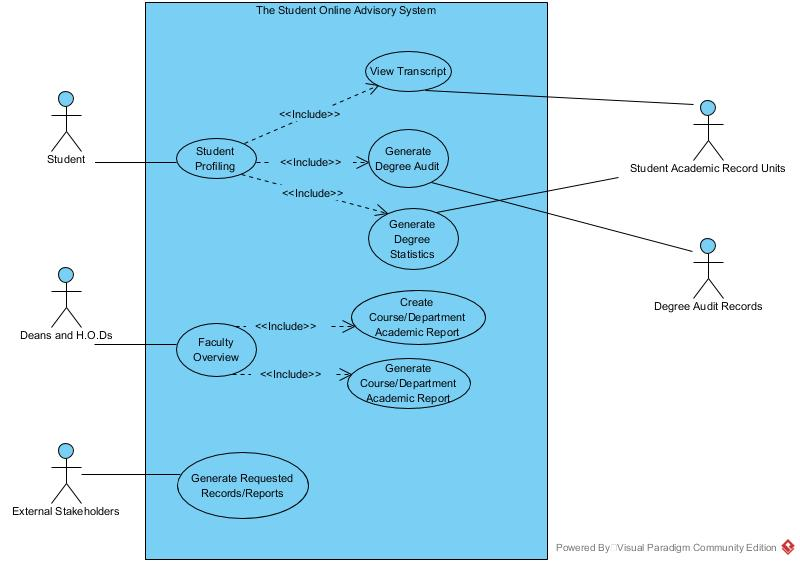 The Student Online Advisory System
View Transcript
<<Include>>
Student
Student
Profiling
<<Include>>
Generate
Degree Audit
Student Academic Record Units
<<Include>>
Generate
Degree
Statistics
Degree Audit Records
Deans and H.O.Ds
Faculty
Overview
<<Include>>
Create
Course/Department
Academic Report
<<Include>>
Generate
Course/Department
Academic Report
External Stakeholders
Generate Requested
Records/Reports
Powered By Visual Paradigm Community Edition